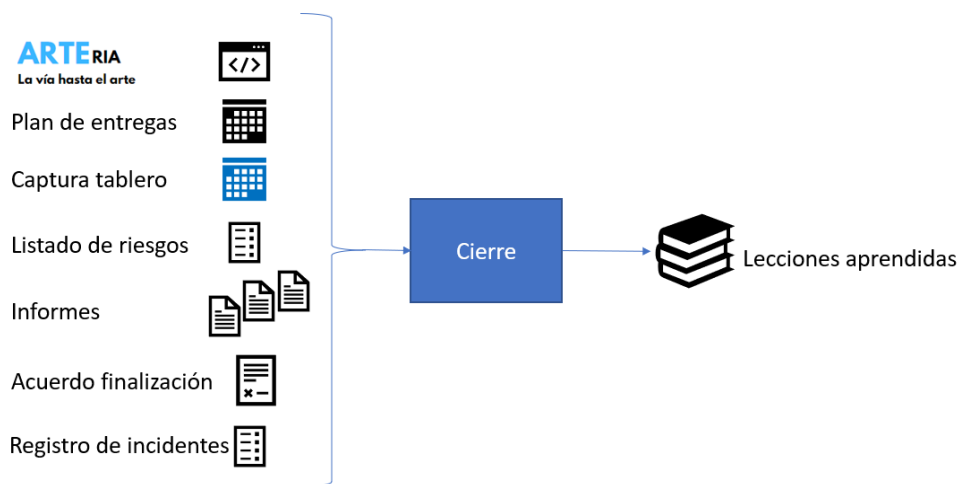 ARTERIA
La vía hasta el arte
</>
Plan de entregas
Captura tablero
Listado de riesgos
Informes
Acuerdo finalización
Registro de incidentes
Cierre
Lecciones aprendidas